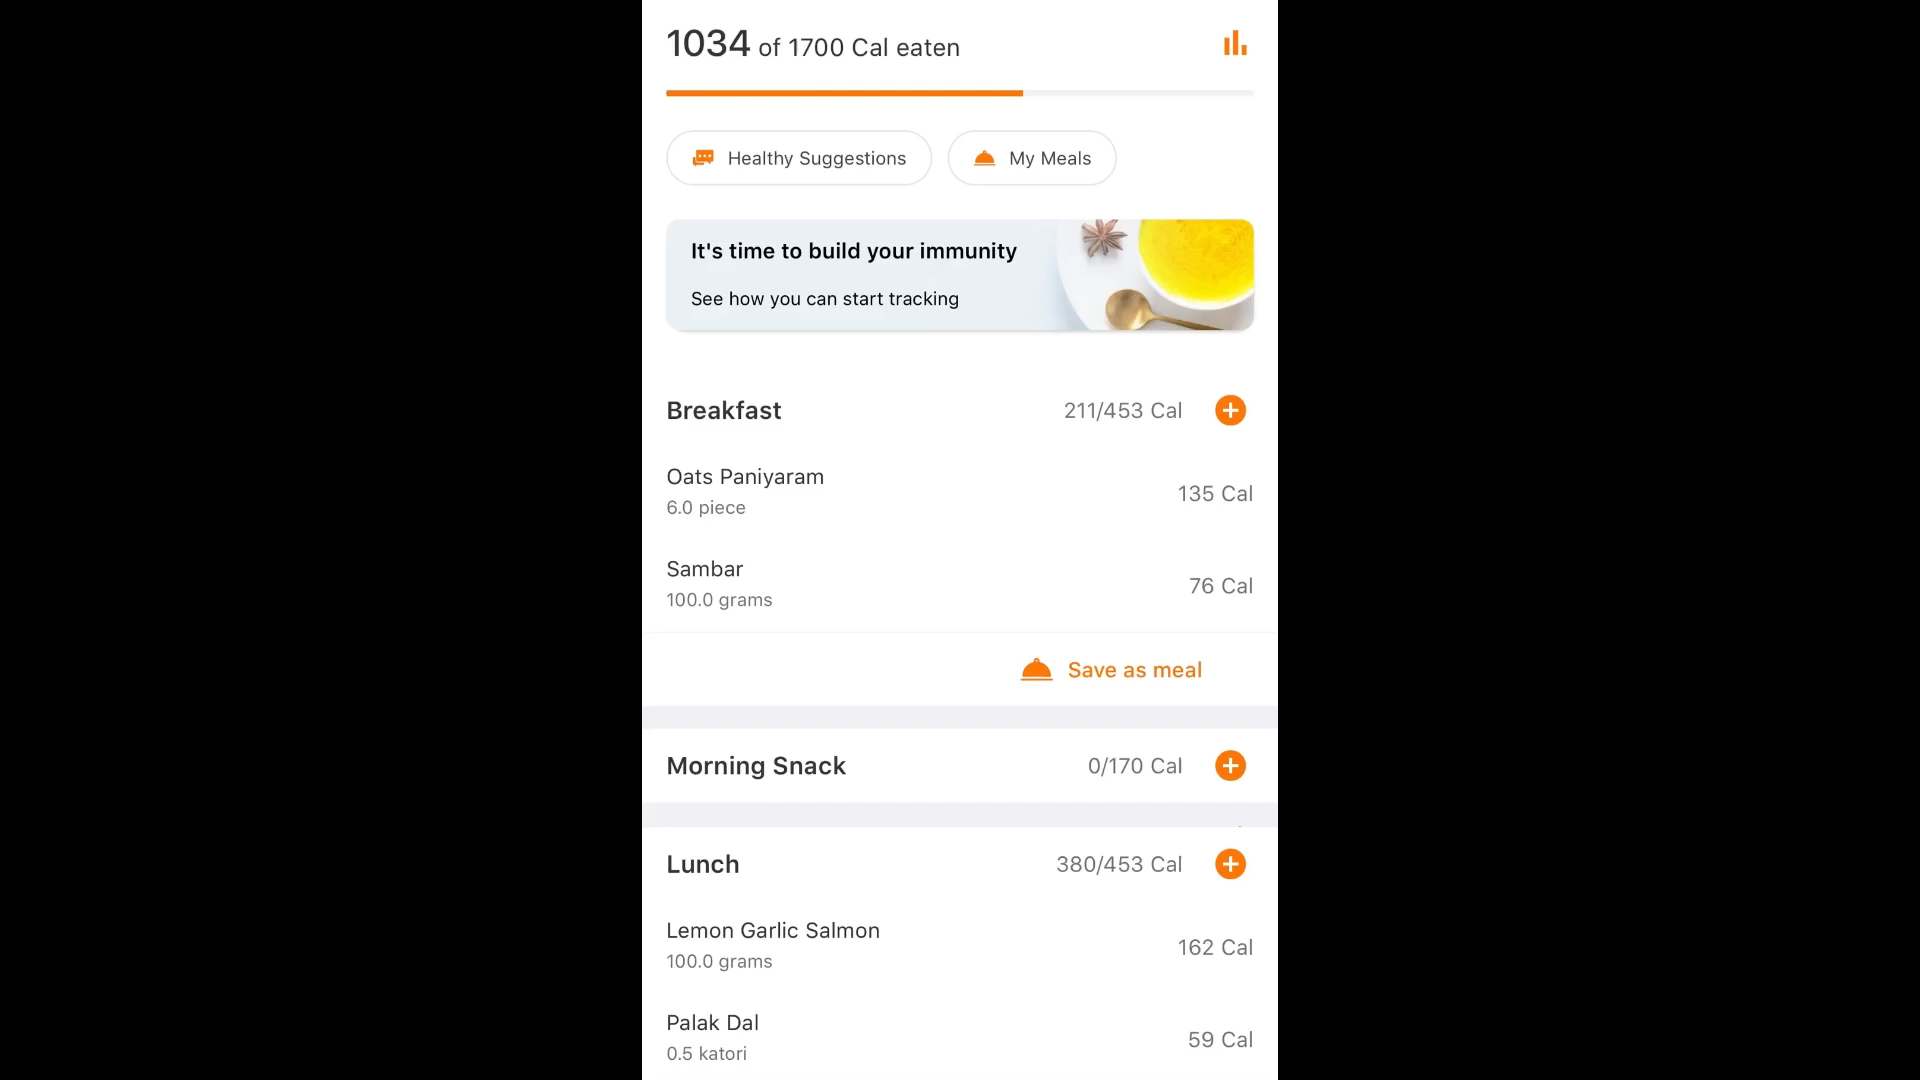 1034 of 1700 Cal eaten
Healthy Suggestions
My Meals
It's time to build your immunity
See how you can start tracking
Breakfast 211/453 Cal
Oats Paniyaram
6.0 piece
135 Cal
Sambar
100.0 grams
76 Cal
Save as meal
Morning Snack 0/170 Cal
Lunch 380/453 Cal
Lemon Garlic Salmon
100.0 grams
162 Cal
Palak Dal
0.5 katori
59 Cal